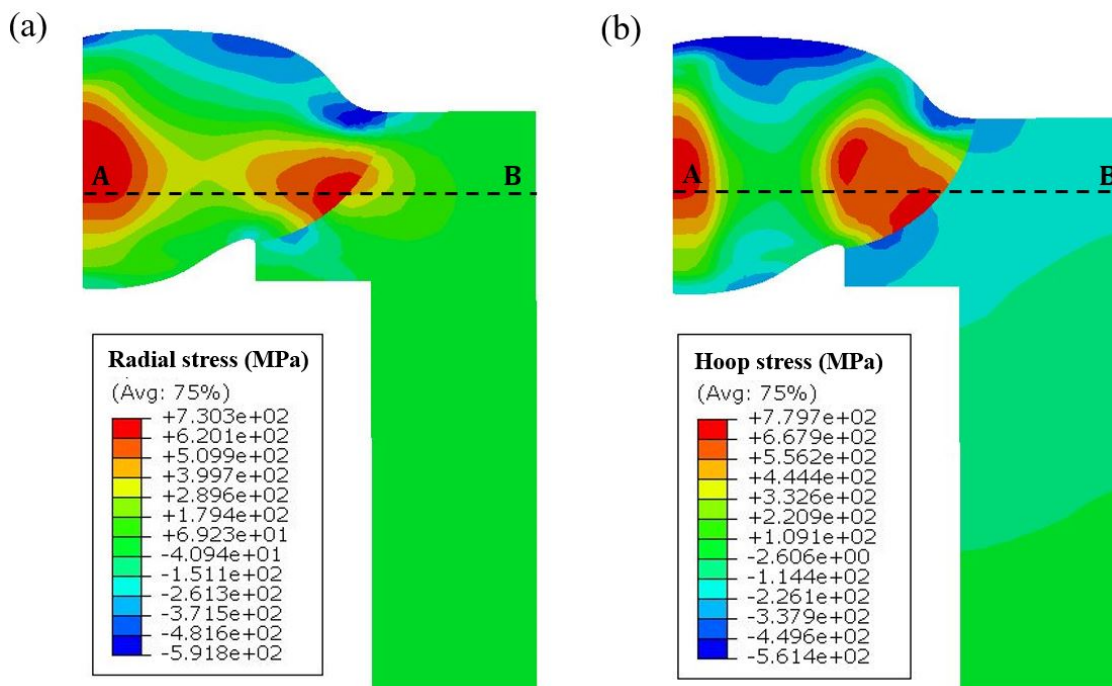 (a)
A
B
Radial stress (MPa)
(Avg: 75%)
+7.303e+02
+6.201e+02
+5.099e+02
+3.997e+02
+2.896e+02
+1.794e+02
+6.923e+01
-4.094e+01
-1.511e+02
-2.613e+02
-3.715e+02
-4.816e+02
-5.918e+02
(b)
A
B
Hoop stress (MPa)
(Avg: 75%)
+7.797e+02
+6.679e+02
+5.562e+02
+4.444e+02
+3.326e+02
+2.209e+02
+1.091e+02
-2.606e+00
-1.144e+02
-2.261e+02
-3.379e+02
-4.496e+02
-5.614e+02